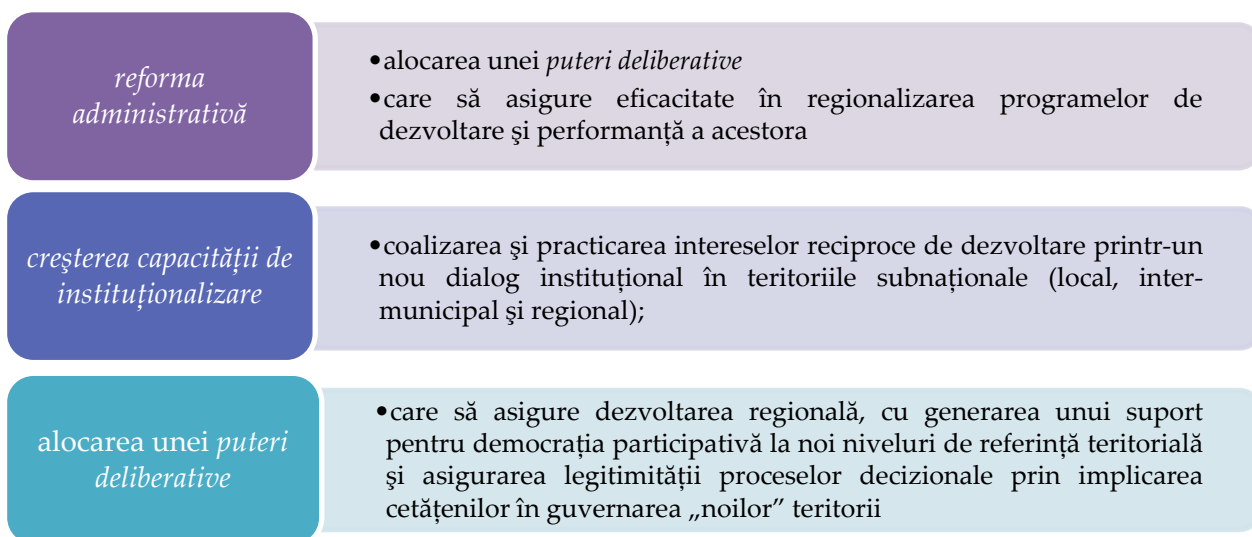 reforma
administrativă
•alocarea unei puteri deliberative
•care să asigure eficacitate în regionalizarea programelor de
dezvoltare şi performanță a acestora
creşterea capacității de
instituționalizare
•coalizarea şi practicarea intereselor reciproce de dezvoltare printr-un
nou dialog instituțional în teritoriile subnaționale (local, inter-
municipal şi regional);
alocarea unei puteri
deliberative
•care să asigure dezvoltarea regională, cu generarea unui suport
pentru democrația participativă la noi niveluri de referință teritorială
şi asigurarea legitimității proceselor decizionale prin implicarea
cetățenilor în guvernarea „noilor” teritorii